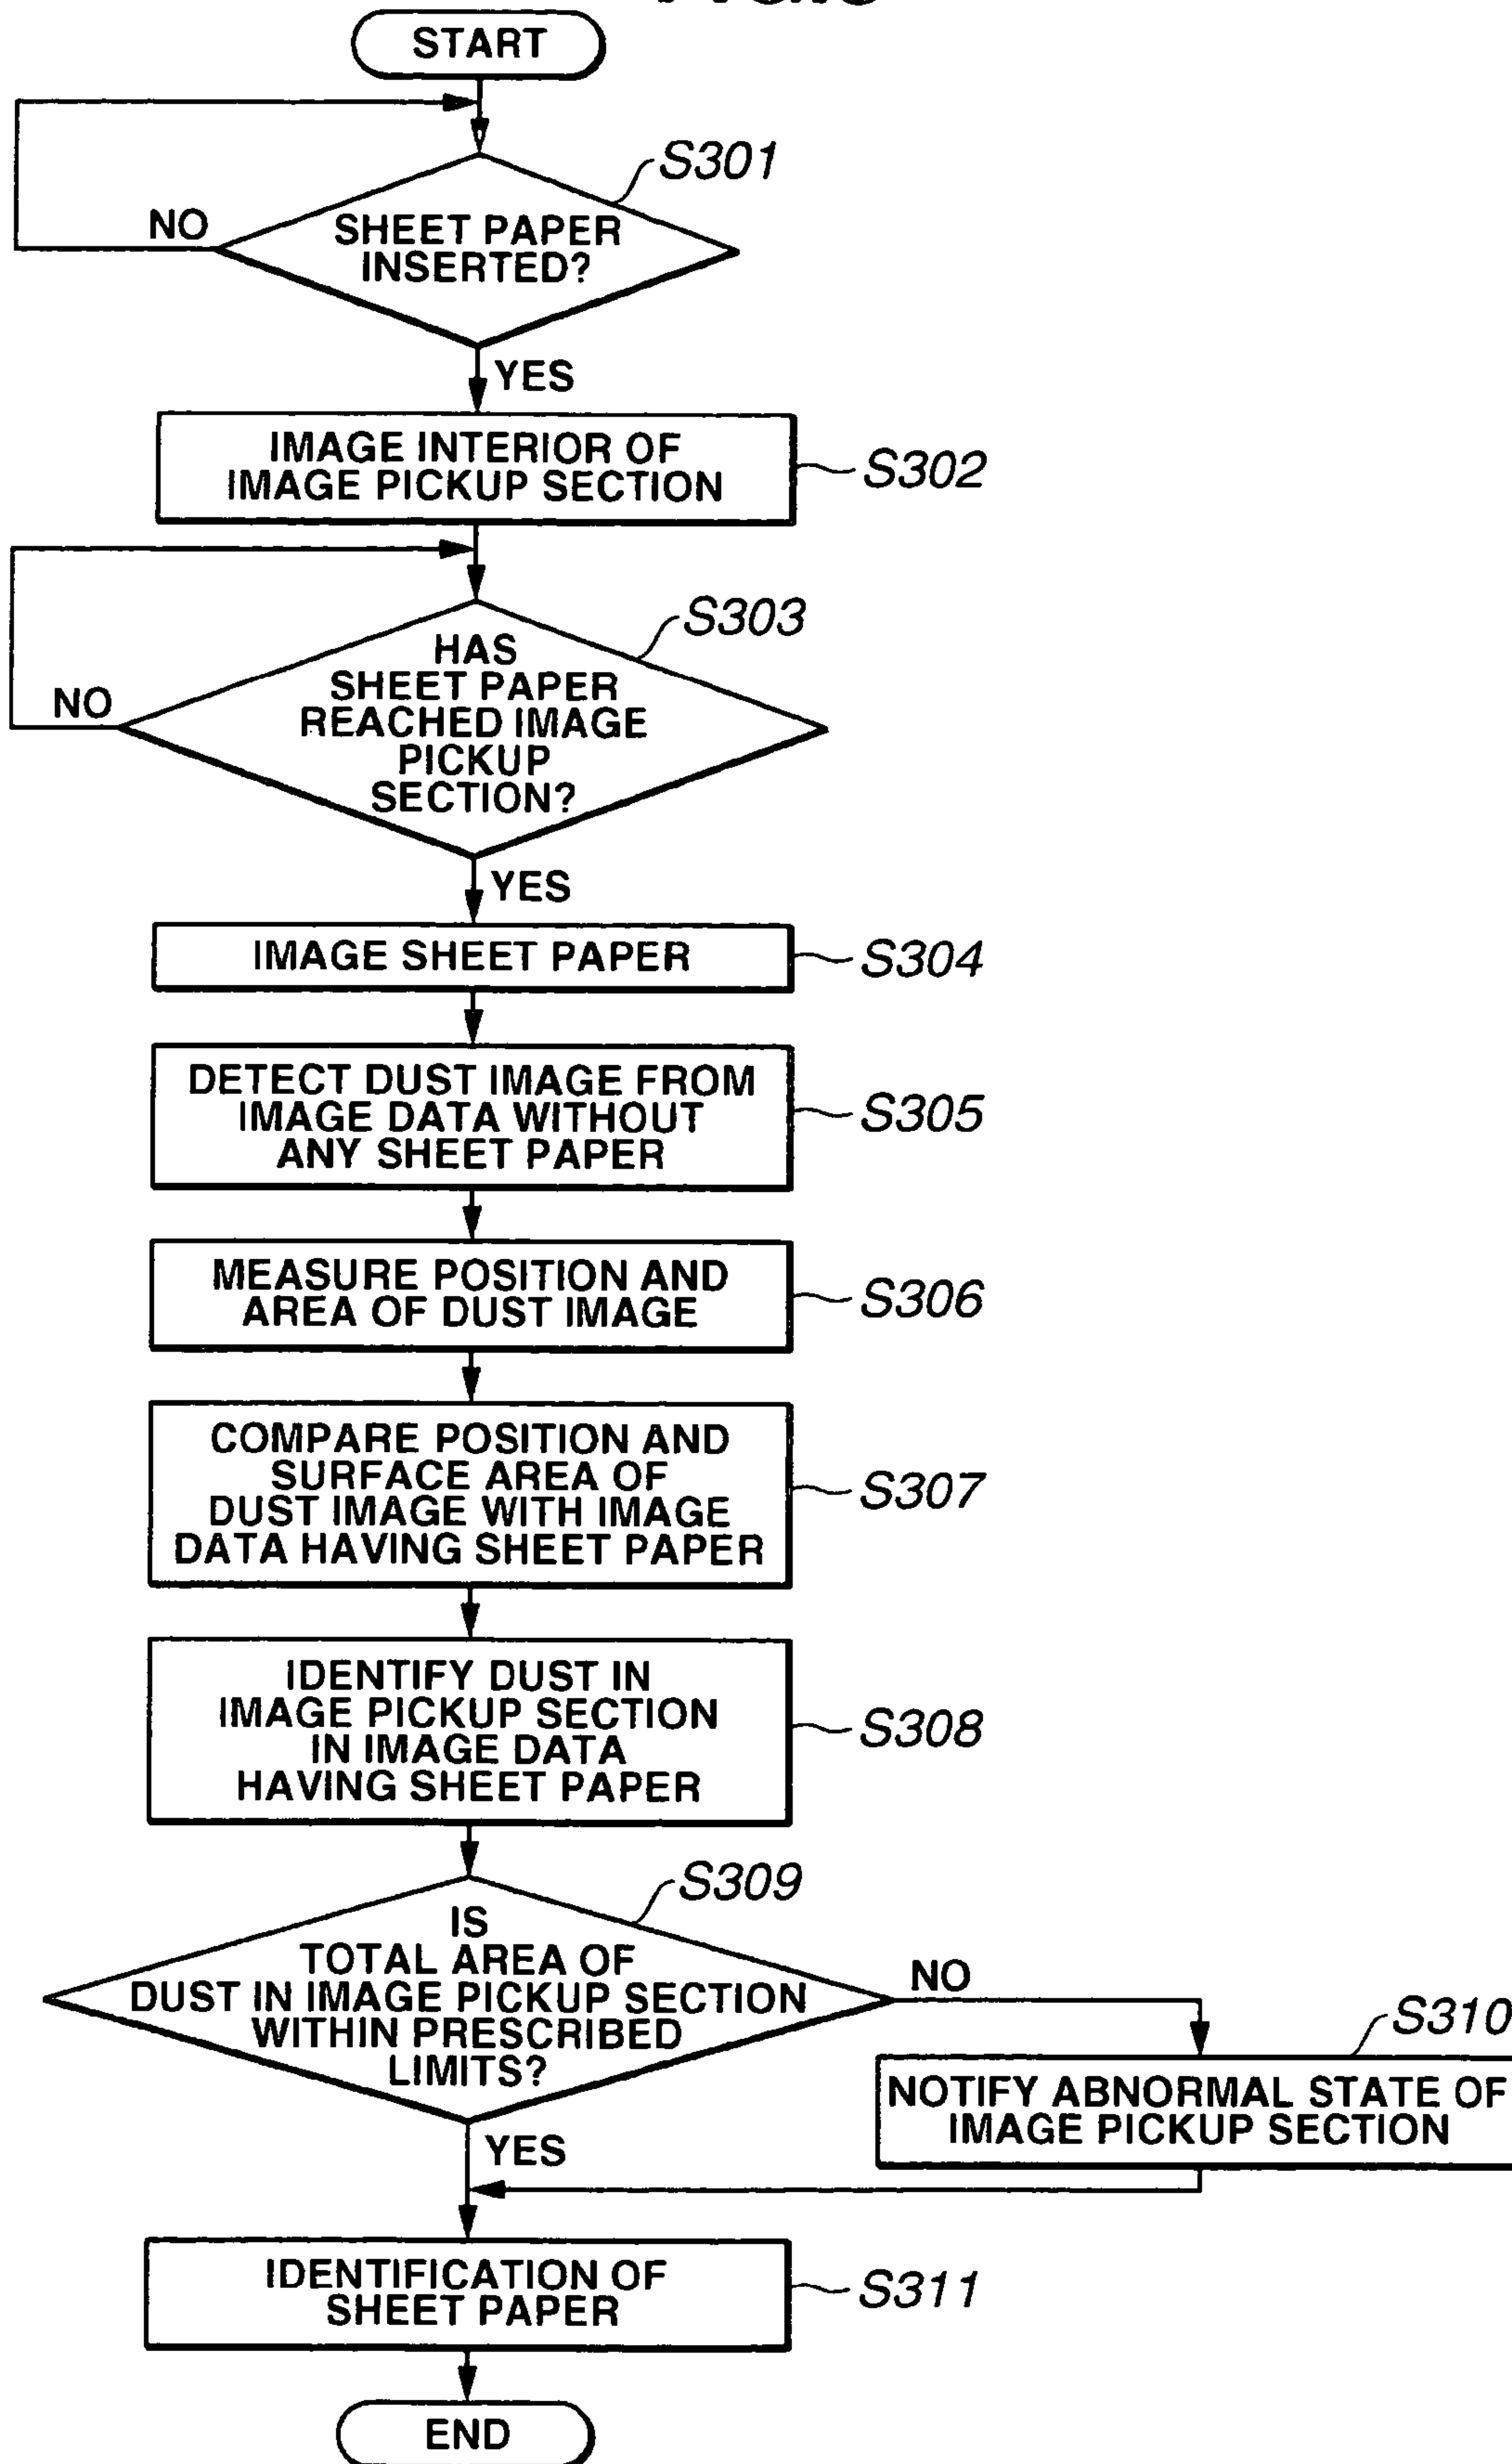 START
S301
NO
SHEET PAPER
INSERTED?
YES
IMAGE INTERIOR OF
IMAGE PICKUP SECTION
S302
S303
HAS
SHEET PAPER
REACHED IMAGE
PICKUP
SECTION?
NO
YES
IMAGE SHEET PAPER
S304
DETECT DUST IMAGE FROM
IMAGE DATA WITHOUT
ANY SHEET PAPER
S305
MEASURE POSITION AND
AREA OF DUST IMAGE
S306
COMPARE POSITION AND
SURFACE AREA OF
DUST IMAGE WITH IMAGE
DATA HAVING SHEET PAPER
S307
IDENTIFY DUST IN
IMAGE PICKUP SECTION
IN IMAGE DATA
HAVING SHEET PAPER
S308
S309
IS
TOTAL AREA OF
DUST IN IMAGE PICKUP SECTION
WITHIN PRESCRIBED
LIMITS?
NO
S310
NOTIFY ABNORMAL STATE OF
IMAGE PICKUP SECTION
YES
IDENTIFICATION OF
SHEET PAPER
S311
END